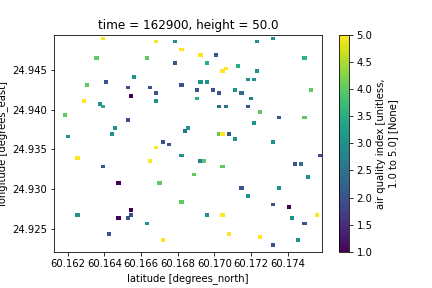 time = 162900, height = 50.0
24.945
24.940
24.935
24.930
24.925
longitude [degrees_east]
60.162 60.164 60.166 60.168 60.170 60.172 60.174
latitude [degrees_north]
5.0
4.5
4.0
3.5
3.0
2.5
2.0
1.5
1.0
air quality index [unitless,
1.0 to 5.0] [None]